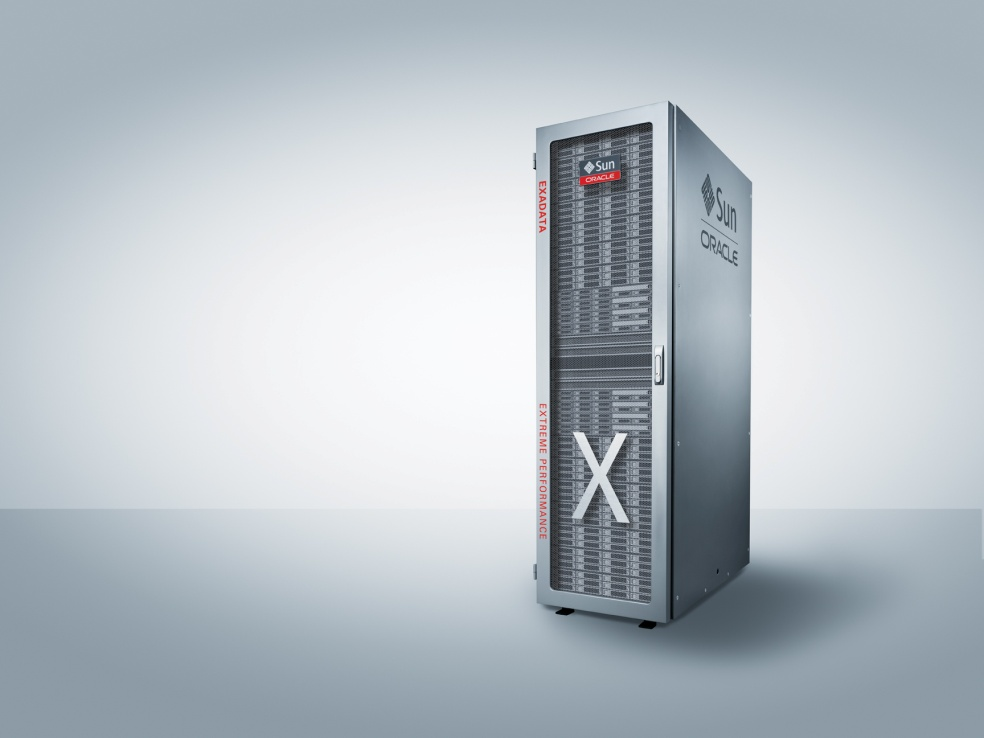 Sun
ORACLE
EXADATA
EXTREME PERFORMANCE
X
Sun
ORACLE